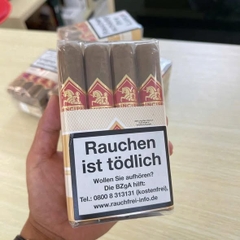 Rauchen
ist tödlich
Wollen Sie aufhören?
Die BZgA hilft:
Tel.: 0800 8 313131 (kostenfrei),
www.rauchfrei-info.de